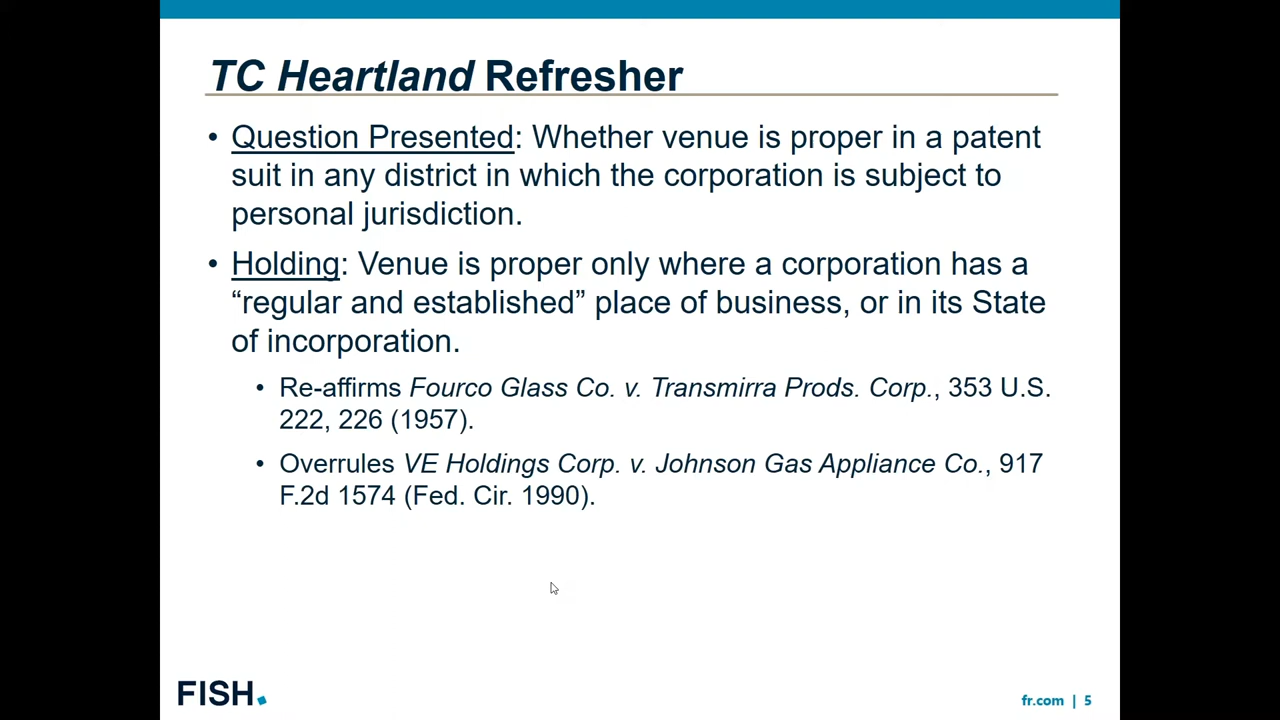 TC Heartland Refresher
• Question Presented: Whether venue is proper in a patent
suit in any district in which the corporation is subject to
personal jurisdiction.
• Holding: Venue is proper only where a corporation has a
“regular and established” place of business, or in its State
of incorporation.
• Re-affirms Fourco Glass Co. v. Transmirra Prods. Corp., 353 U.S.
222, 226 (1957).
• Overrules VE Holdings Corp. v. Johnson Gas Appliance Co., 917
F.2d 1574 (Fed. Cir. 1990).
FISH.
fr.com | 5